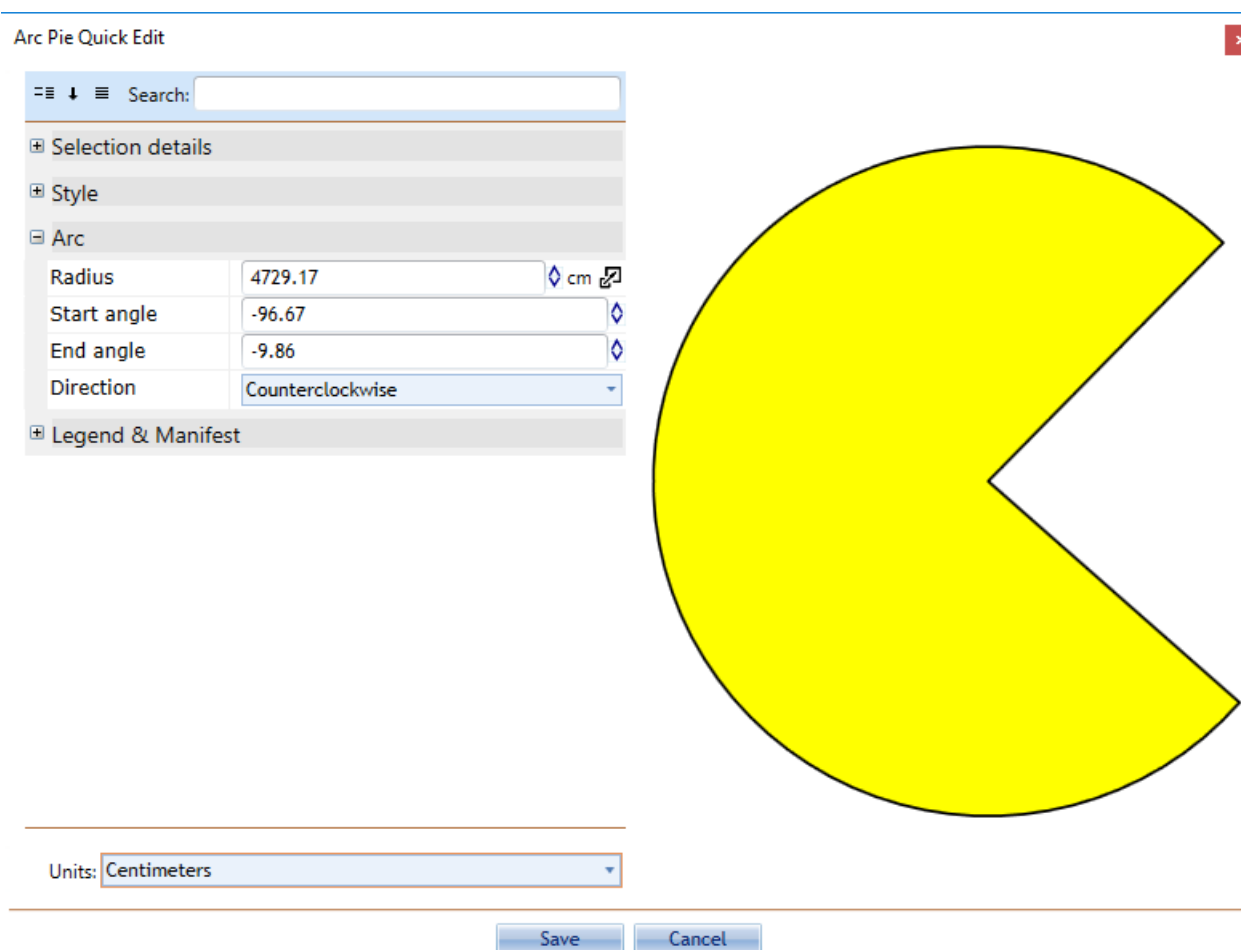 Arc Pie Quick Edit
Search:
Selection details
Style
Arc
Radius 4729.17 cm
Start angle -96.67
End angle -9.86
Direction Counterclockwise
Legend & Manifest
Units: Centimeters
Save Cancel